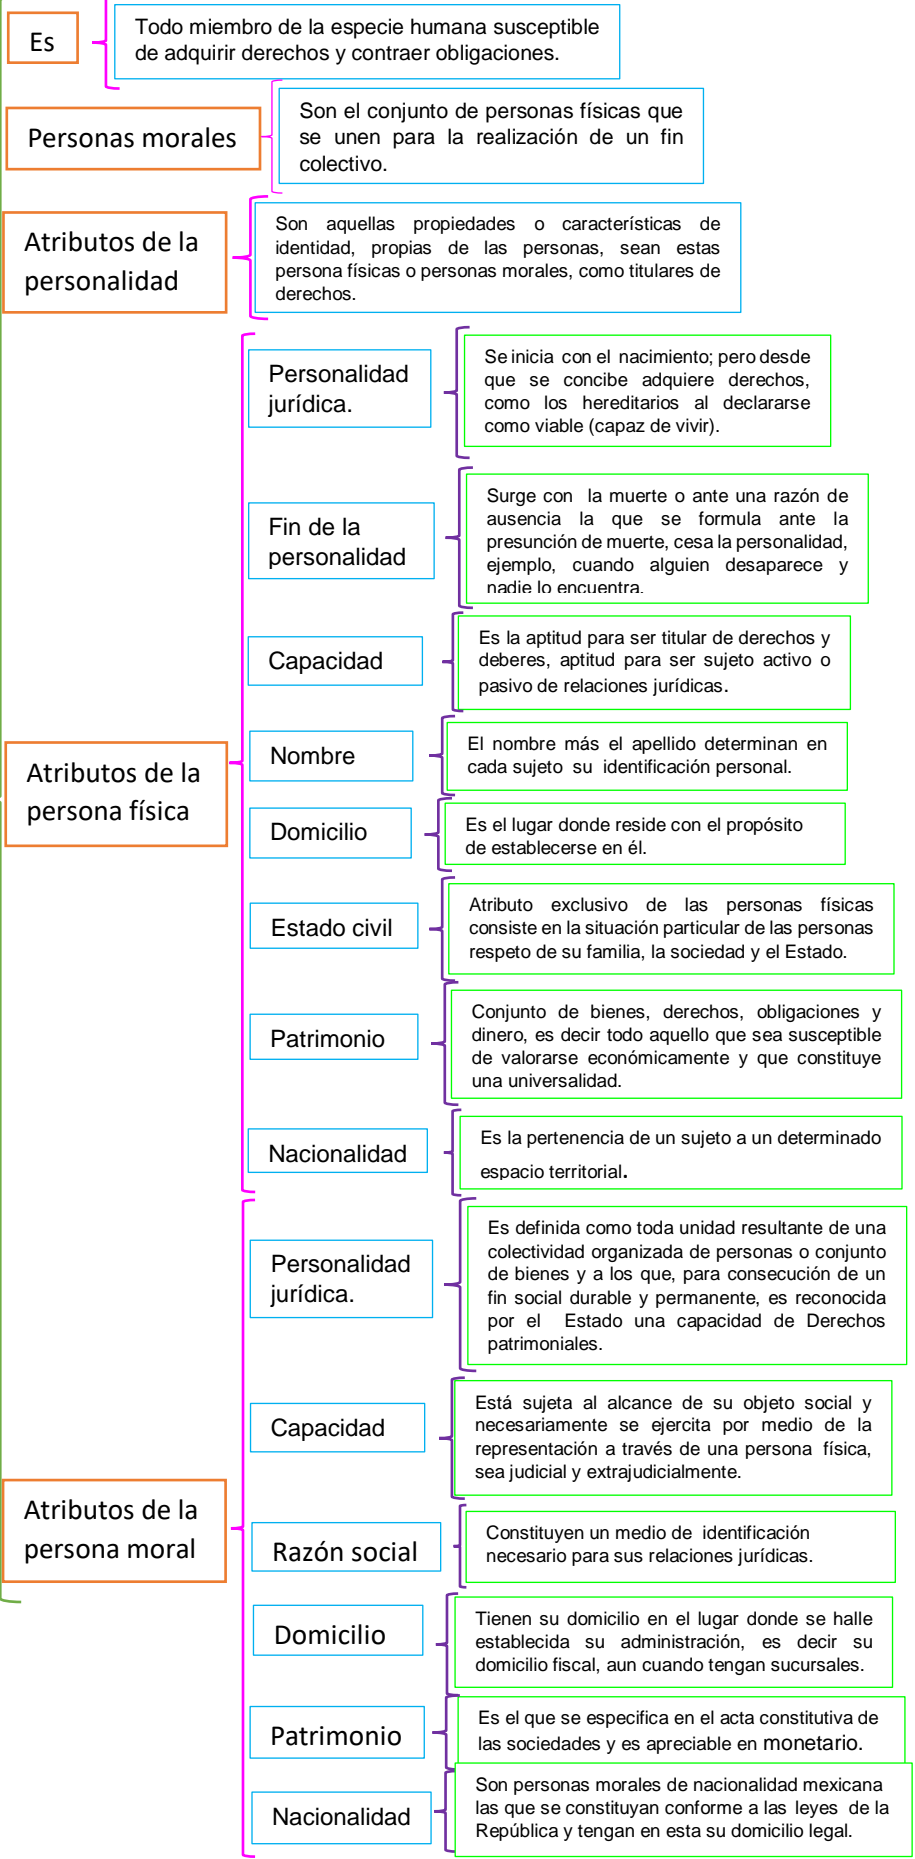 Es
Todo miembro de la especie humana susceptible
de adquirir derechos y contraer obligaciones.
Personas morales
Son el conjunto de personas físicas que
se unen para la realización de un fin
colectivo.
Atributos de la
personalidad
Son aquellas propiedades o características de
identidad, propias de las personas, sean estas
persona físicas o personas morales, como titulares de
derechos.
Atributos de la
persona física
Personalidad
jurídica.
Se inicia con el nacimiento; pero desde
que se concibe adquiere derechos,
como los hereditarios al declararse
como viable (capaz de vivir).
Fin de la
personalidad
Surge con la muerte o ante una razón de
ausencia la que se formula ante la
presunción de muerte, cesa la personalidad,
ejemplo, cuando alguien desaparece y
nadie lo encuentra.
Capacidad
Es la aptitud para ser titular de derechos y
deberes, aptitud para ser sujeto activo o
pasivo de relaciones jurídicas.
Nombre
El nombre más el apellido determinan en
cada sujeto su identificación personal.
Domicilio
Es el lugar donde reside con el propósito
de establecerse en él.
Estado civil
Atributo exclusivo de las personas físicas
consiste en la situación particular de las personas
respeto de su familia, la sociedad y el Estado.
Patrimonio
Conjunto de bienes, derechos, obligaciones y
dinero, es decir todo aquello que sea susceptible
de valorarse económicamente y que constituye
una universalidad.
Nacionalidad
Es la pertenencia de un sujeto a un determinado
espacio territorial.
Atributos de la
persona moral
Personalidad
jurídica.
Es definida como toda unidad resultante de una
colectividad organizada de personas o conjunto
de bienes y a los que, para consecución de un
fin social durable y permanente, es reconocida
por el Estado una capacidad de Derechos
patrimoniales.
Capacidad
Está sujeta al alcance de su objeto social y
necesariamente se ejercita por medio de la
representación a través de una persona física,
sea judicial y extrajudicialmente.
Razón social
Constituyen un medio de identificación
necesario para sus relaciones jurídicas.
Domicilio
Tienen su domicilio en el lugar donde se halle
establecida su administración, es decir su
domicilio fiscal, aun cuando tengan sucursales.
Patrimonio
Es el que se especifica en el acta constitutiva de
las sociedades y es apreciable en monetario.
Nacionalidad
Son personas morales de nacionalidad mexicana
las que se constituyan conforme a las leyes de la
República y tengan en esta su domicilio legal.